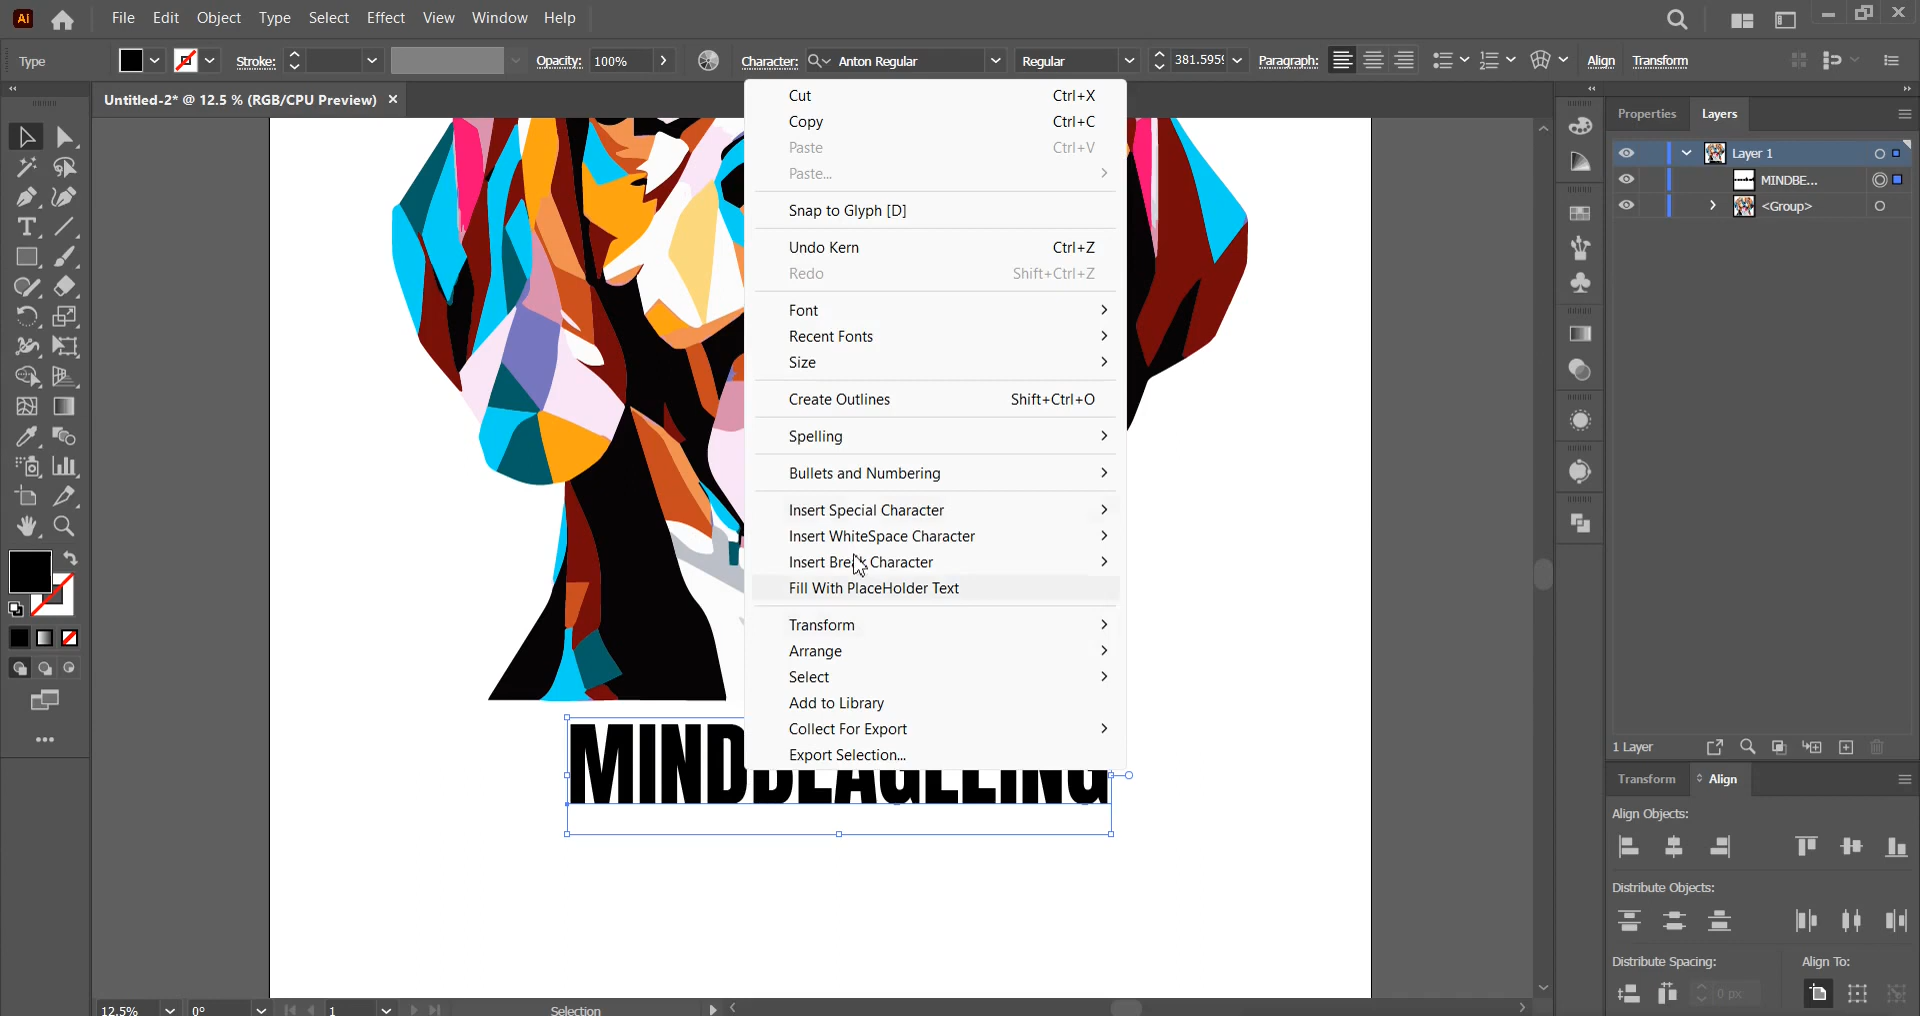 Ai File Edit Object Type Select Effect View Window Help
Type Stroke: Opacity: 100% Character: Anton Regular Regular 381.595 Paragraph: Align Transform
Untitled-2* @ 12.5 % (RGB/CPU Preview) ×
Cut Ctrl+X
Copy Ctrl+C
Paste Ctrl+V
Paste...
Snap to Glyph [D]
Undo Kern Ctrl+Z
Redo Shift+Ctrl+Z
Font
Recent Fonts
Size
Create Outlines Shift+Ctrl+O
Spelling
Bullets and Numbering
Insert Special Character
Insert WhiteSpace Character
Insert Break Character
Fill With PlaceHolder Text
Transform
Arrange
Select
Add to Library
Collect For Export
Export Selection...
Properties Layers
Layer 1
MINDBE...
<Group>
1 Layer
Transform Align
Align Objects:
Distribute Objects:
Distribute Spacing: Align To:
0 px
12.5% 0° 1 Selection